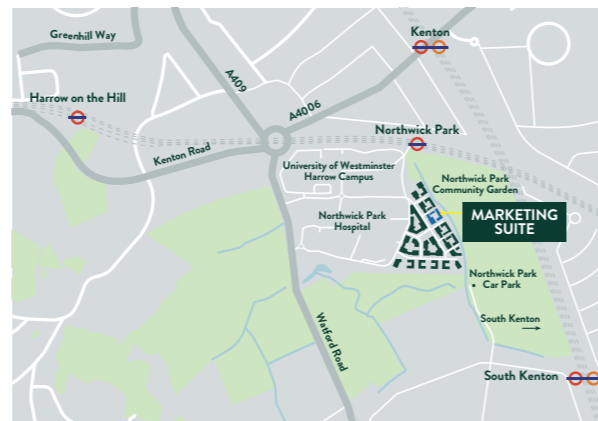 Greenhill Way
Kenton
A409
Harrow on the Hill
A4006
Northwick Park
Kenton Road
University of Westminster
Harrow Campus
Northwick Park
Community Garden
Northwick Park
Hospital
MARKETING
SUITE
Northwick Park
Car Park
South Kenton
Watford Road
South Kenton